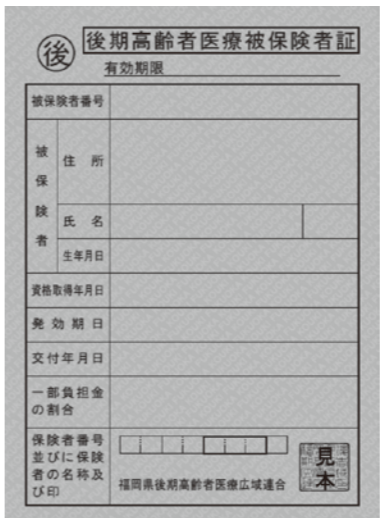 後
後期高齢者医療被保険者証
有効期限
被保険者番号
被保険者
住所
氏名
生年月日
資格取得年月日
発効期日
交付年月日
一部負担金
の割合
保険者番号
並びに保険
者の名称及
び印
福岡県後期高齢者医療広域連合
見本